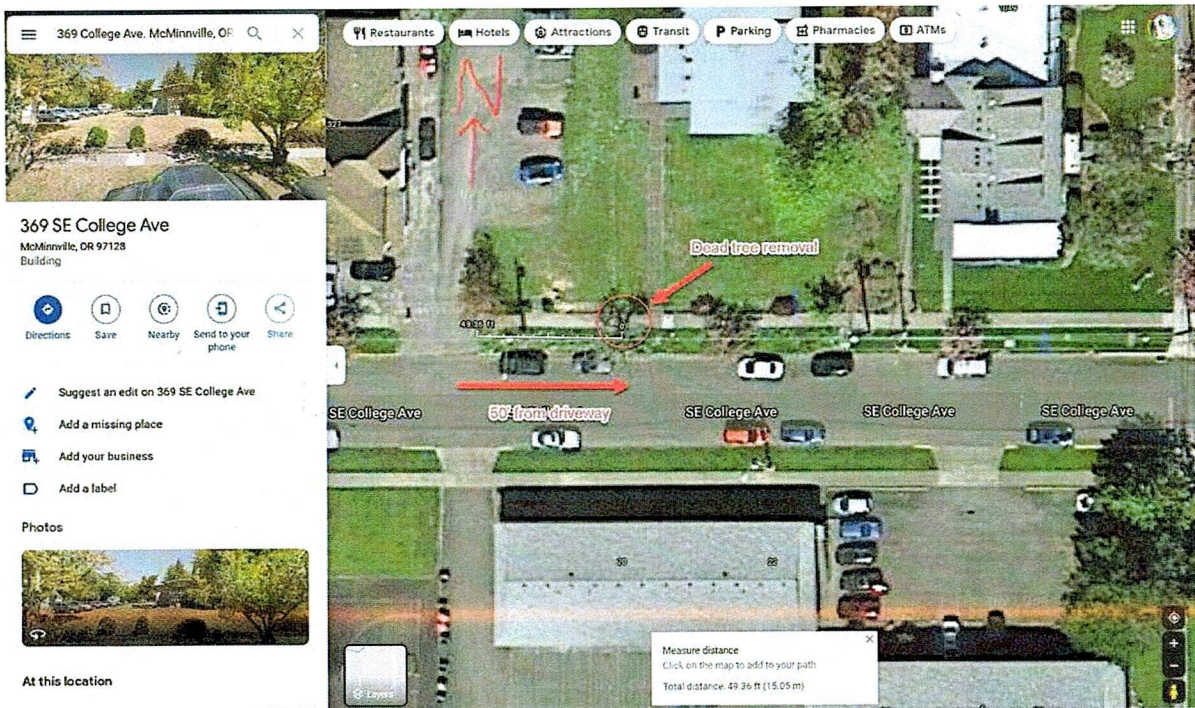 369 College Ave. McMinnville, OR
Restaurants
Hotels
Attractions
Transit
Parking
Pharmacies
ATMs
N
369 SE College Ave
McMinnville, OR 97128
Building
Directions
Save
Nearby
Send to your
phone
Share
Suggest an edit on 369 SE College Ave
Add a missing place
Add your business
Add a label
Photos
At this location
Dead tree removal
49.36 ft
50' from driveway
SE College Ave
SE College Ave
SE College Ave
SE College Ave
Layers
Measure distance
Click on the map to add to your path
Total distance: 49.36 ft (15.05 m)